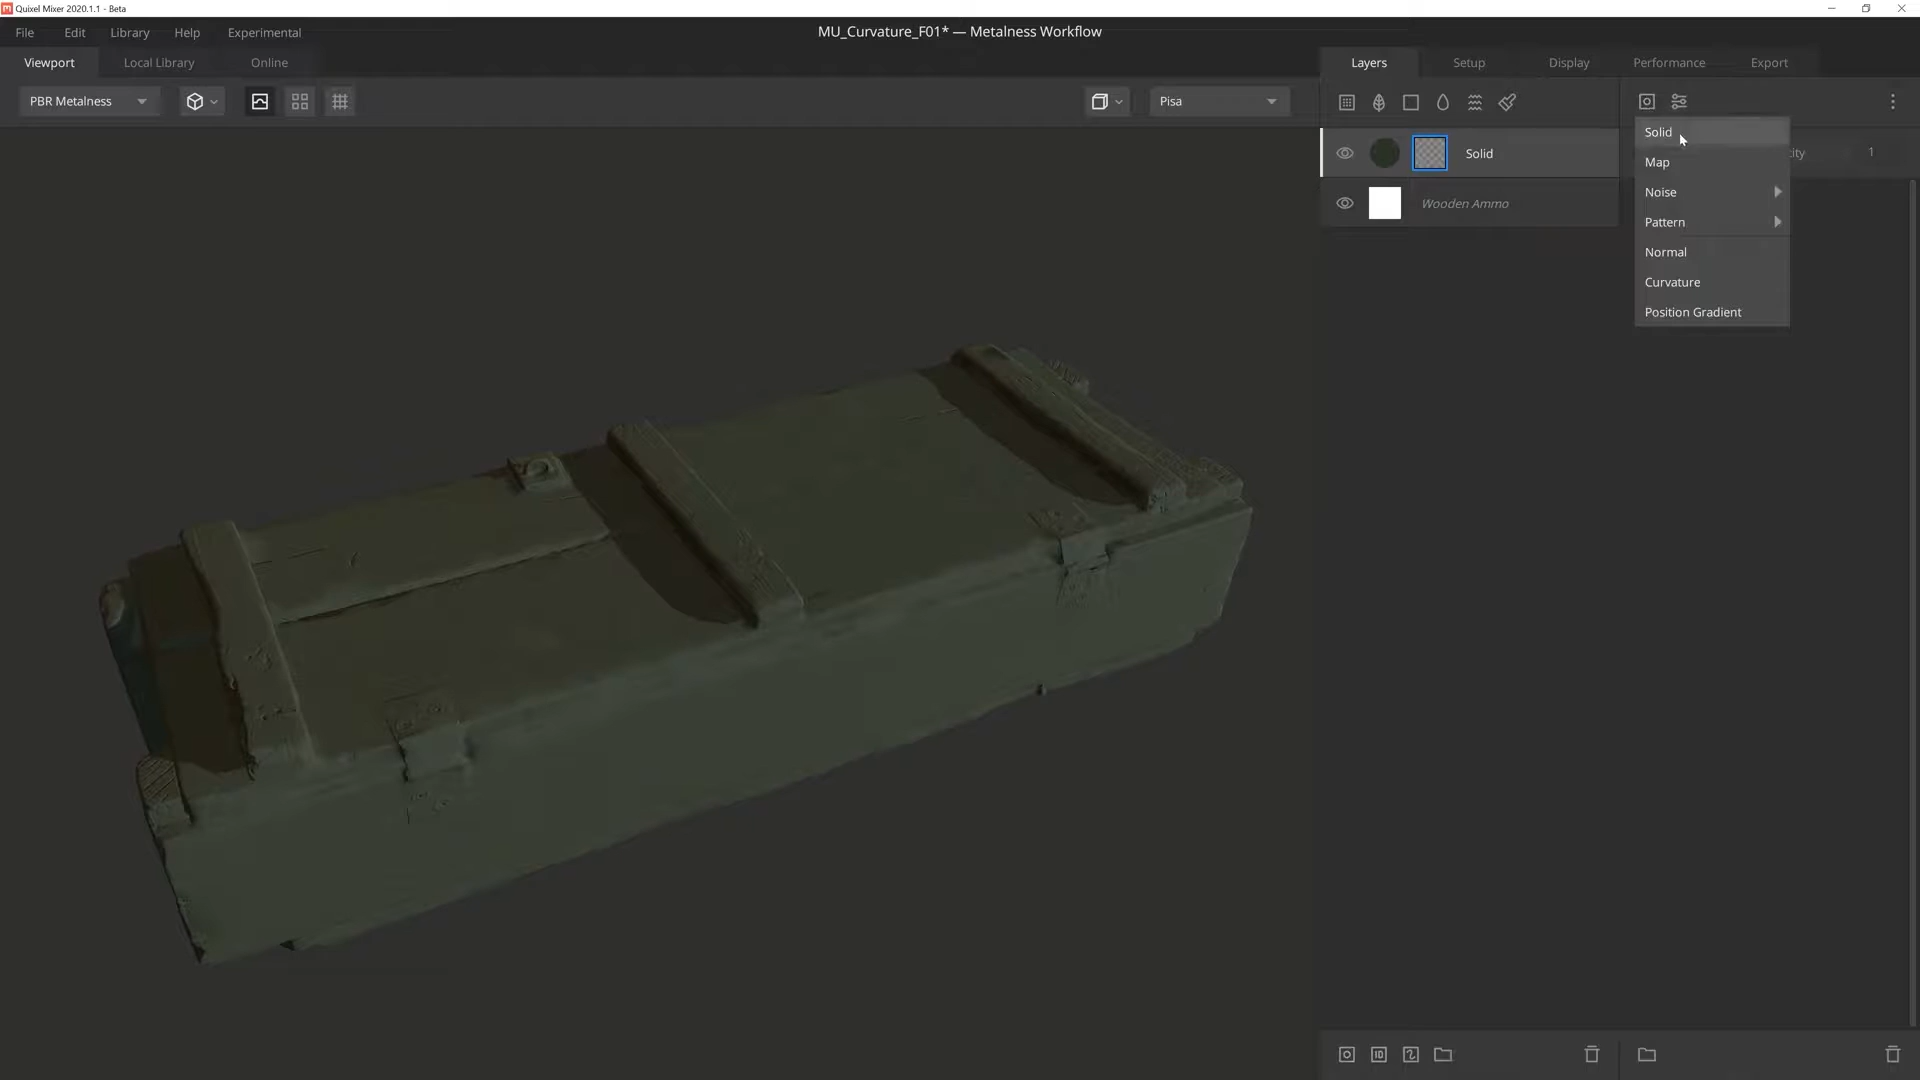 Quixel Mixer 2020.1.1 - Beta
File Edit Library Help Experimental
MU_Curvature_F01* — Metalness Workflow
Viewport Local Library Online
Layers Setup Display Performance Export
PBR Metalness
Pisa
Solid
Wooden Ammo
Solid
Map
Noise
Pattern
Normal
Curvature
Position Gradient
city 1